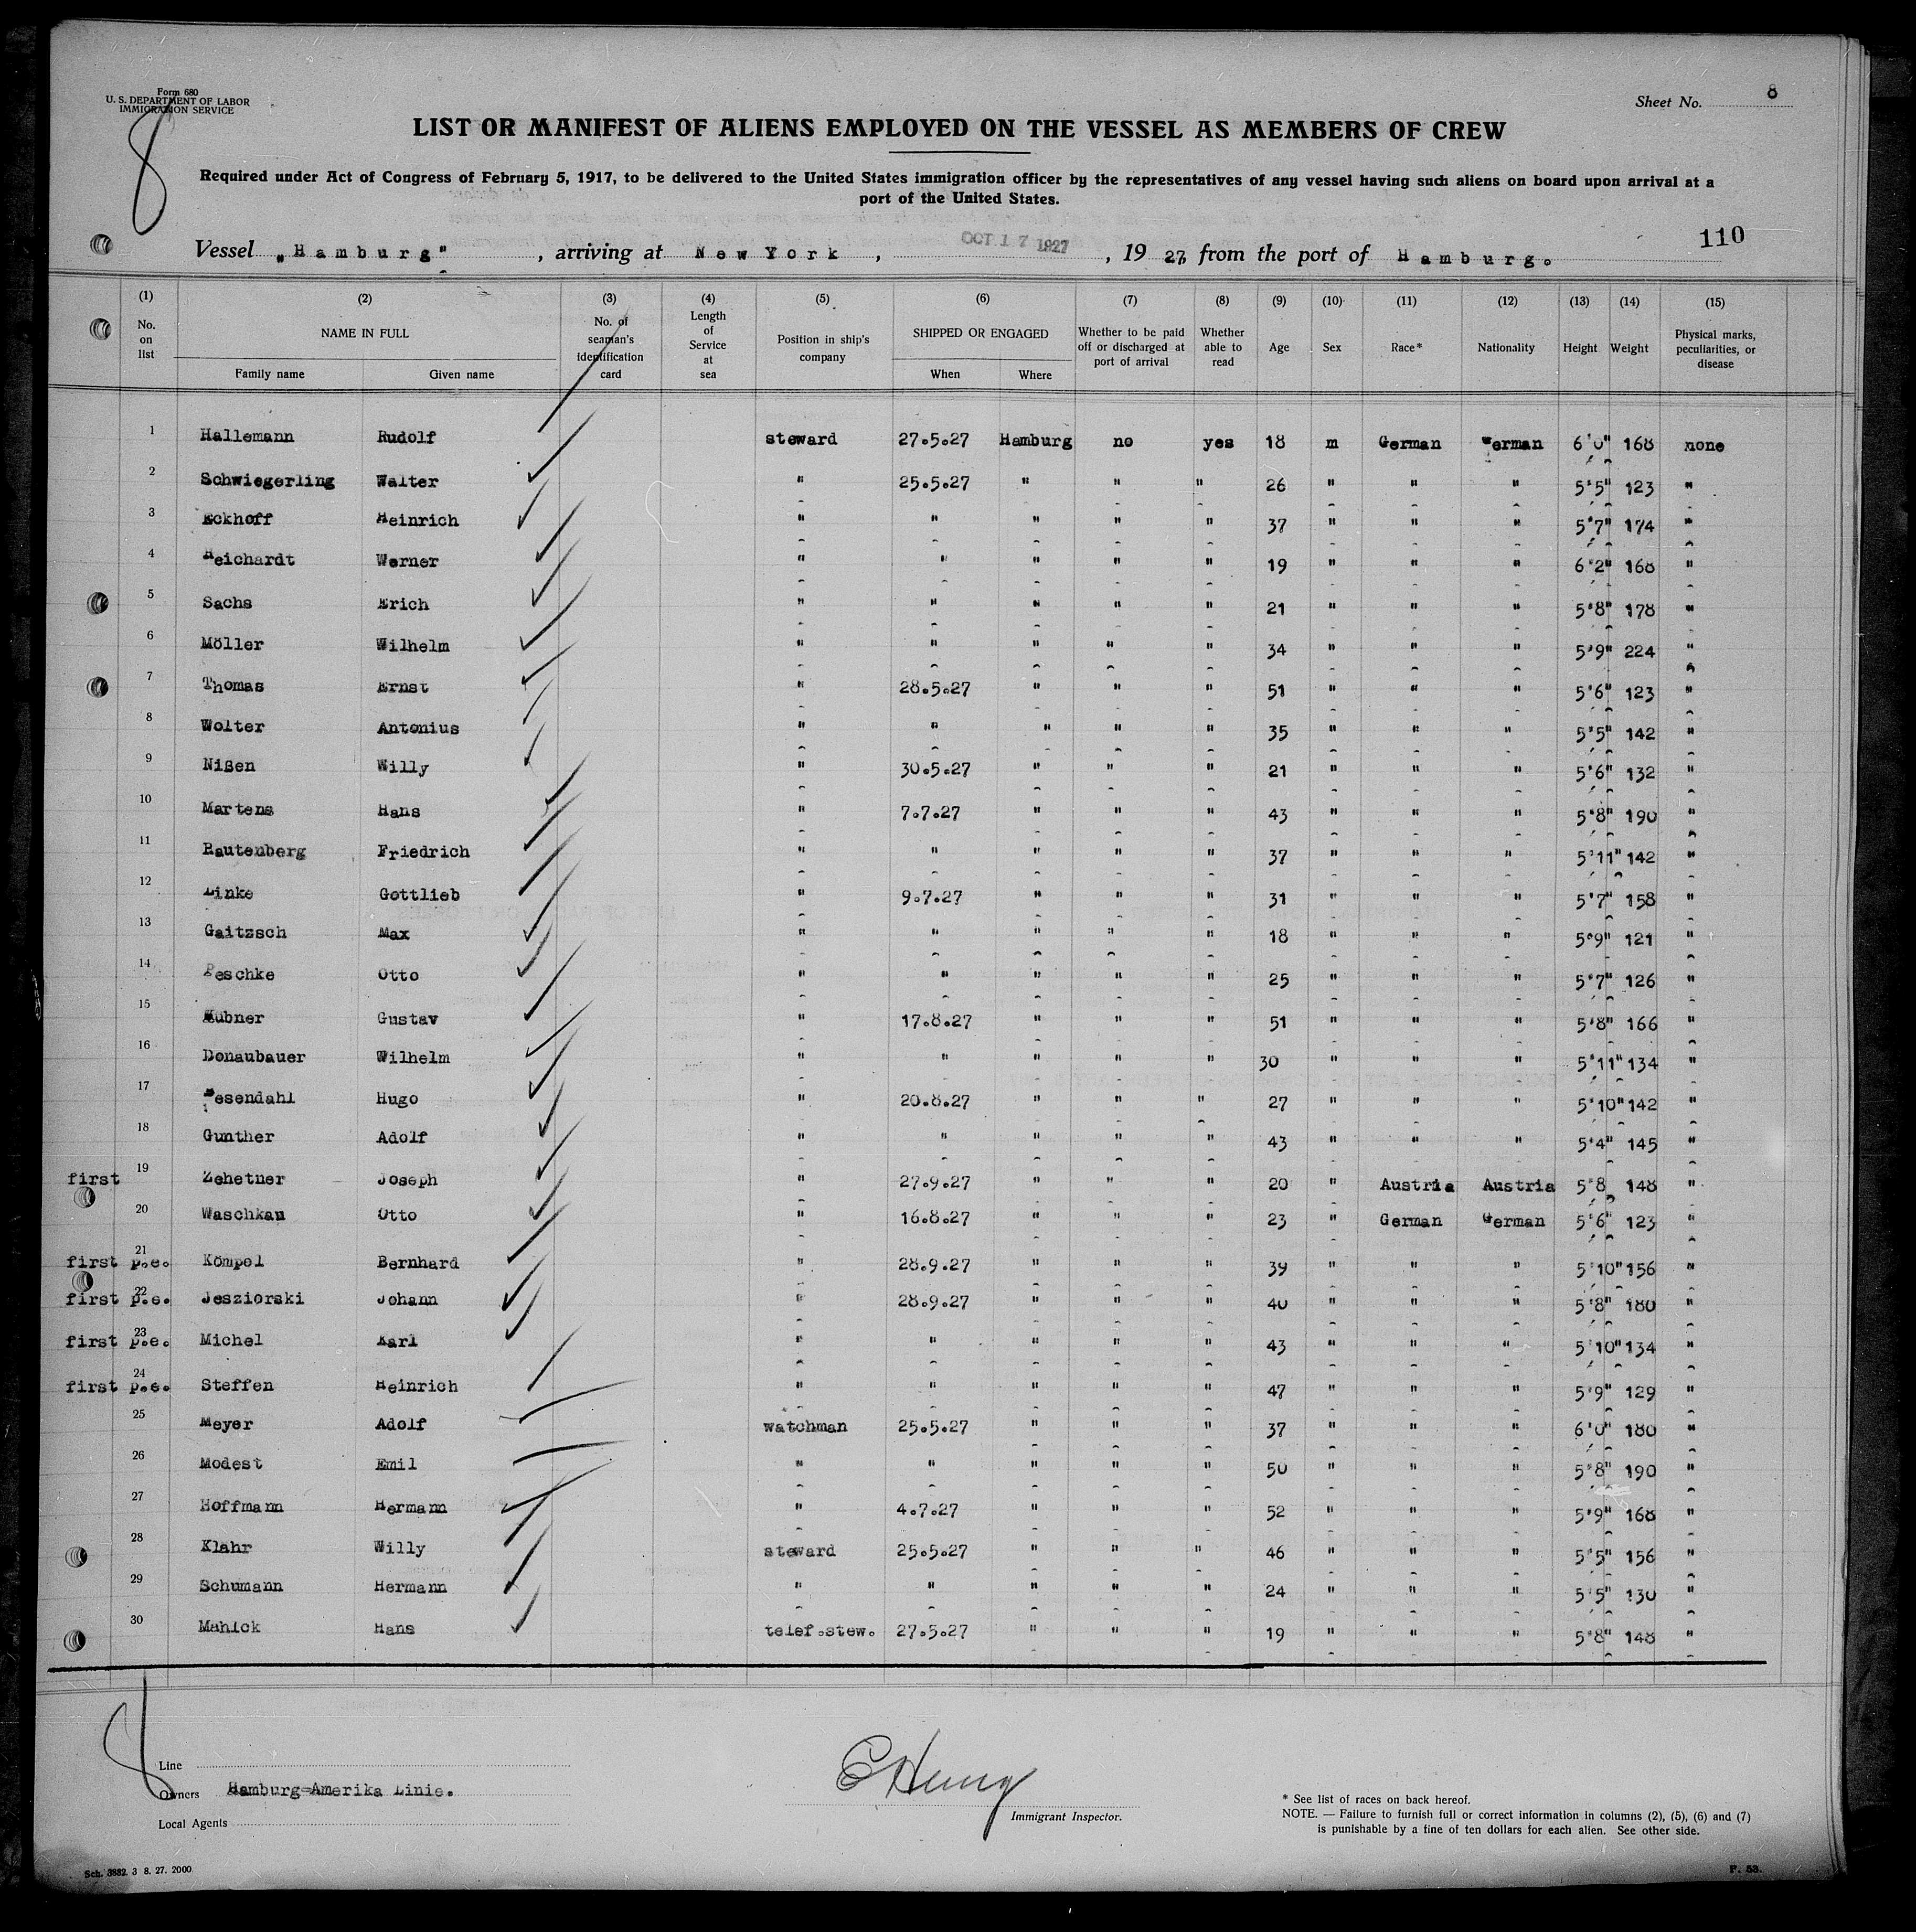 Form 680
U. S. DEPARTMENT OF LABOR
IMMIGRATION SERVICE
8
Sheet No. 8
LIST OR MANIFEST OF ALIENS EMPLOYED ON THE VESSEL AS MEMBERS OF CREW
Required under Act of Congress of February 5, 1917, to be delivered to the United States immigration officer by the representatives of any vessel having such aliens on board upon arrival at a
port of the United States.
110
Vessel „Hamburg" , arriving at New York , OCT 17 1927 , 19 27, from the port of Hamburg.
(1) (2) (3) (4) (5) (6) (7) (8) (9) (10) (11) (12) (13) (14) (15)
No. on list NAME IN FULL Family name Given name No. of seaman's identification card Length of Service at sea Position in ship's company SHIPPED OR ENGAGED When Where Whether to be paid off or discharged at port of arrival Whether able to read Age Sex Race* Nationality Height Weight Physical marks, peculiarities, or disease
1 Hallemann Rudolf steward 27.5.27 Hamburg no yes 18 m German German 6'0" 168 none
2 Schwiegerling Walter " 25.5.27 " " " 26 " " " 5'5" 123 "
3 Eckhoff Heinrich " " " " " 37 " " " 5'7" 174 "
4 Reichardt Werner " " " " " 19 " " " 6'2" 168 "
5 Sachs Erich " " " " " 21 " " " 5'8" 178 "
6 Möller Wilhelm " " " " " 34 " " " 5'9" 224 "
7 Thomas Ernst " 28.5.27 " " " 51 " " " 5'6" 123 "
8 Wolter Antonius " " " " " 35 " " " 5'5" 142 "
9 Nißen Willy " 30.5.27 " " " 21 " " " 5'6" 132 "
10 Martens Hans " 7.7.27 " " " 43 " " " 5'8" 190 "
11 Rautenberg Friedrich " " " " " 37 " " " 5'11" 142 "
12 Linke Gottlieb " 9.7.27 " " " 31 " " " 5'7" 158 "
13 Gaitzsch Max " " " " " 18 " " " 5'9" 121 "
14 Otto " " " " " 25 " " " 5'7" 126 "
15 Gustav " 17.8.27 " " " 51 " " " 5'8" 166 "
16 Donaubauer Wilhelm " " " " " 30 " " " 5'11" 134 "
17 Hugo " 20.8.27 " " " 27 " " " 5'10" 142 "
18 Gunther Adolf " " " " " 43 " " " 5'4" 145 "
first 19 Zehetner Joseph " 27.9.27 " " " 20 " Austria Austria 5'8 148 "
20 Waschkau Otto " 16.8.27 " " " 23 " German German 5'6" 123 "
first p.e. 21 Kömpel Bernhard " 28.9.27 " " " 39 " " " 5'10" 156 "
first p.e. 22 Jesziorski Johann " 28.9.27 " " " 40 " " " 5'8" 180 "
first p.e. 23 Michel Karl " " " " " 43 " " " 5'10" 134 "
first p.e. 24 Steffen Heinrich " " " " " 47 " " " 5'9" 129 "
25 Meyer Adolf watchman 25.5.27 " " " 37 " " " 6'0" 180 "
26 Modest Emil " " " " " 50 " " " 5'8" 190 "
27 Hoffmann Hermann " 4.7.27 " " " 52 " " " 5'9" 168 "
28 Klahr Willy steward 25.5.27 " " " 46 " " " 5'5" 156 "
29 Schumann Hermann " " " " " 24 " " " 5'5" 130 "
30 Mahlck Hans telef.stew. 27.5.27 " " " 19 " " " 5'8" 148 "
8
Line
Owners Hamburg=Amerika Linie.
Local Agents
Immigrant Inspector.
* See list of races on back hereof.
NOTE. — Failure to furnish full or correct information in columns (2), (5), (6) and (7)
is punishable by a fine of ten dollars for each alien. See other side.
Sch. 3882. 3 8. 27. 2000
P. 53.